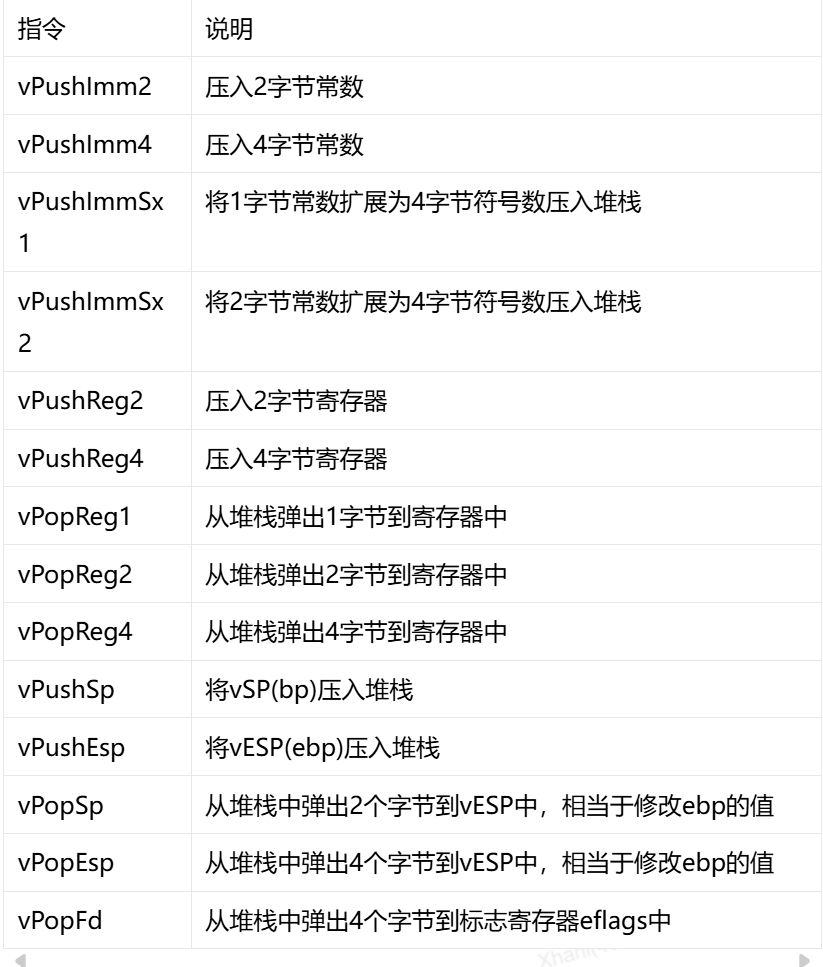 指令 说明
vPushImm2 压入2字节常数
vPushImm4 压入4字节常数
vPushImmSx 将1字节常数扩展为4字节符号数压入堆栈
1
vPushImmSx 将2字节常数扩展为4字节符号数压入堆栈
2
vPushReg2 压入2字节寄存器
vPushReg4 压入4字节寄存器
vPopReg1 从堆栈弹出1字节到寄存器中
vPopReg2 从堆栈弹出2字节到寄存器中
vPopReg4 从堆栈弹出4字节到寄存器中
vPushSp 将vSP(bp)压入堆栈
vPushEsp 将vESP(ebp)压入堆栈
vPopSp 从堆栈中弹出2个字节到vESP中，相当于修改ebp的值
vPopEsp 从堆栈中弹出4个字节到vESP中，相当于修改ebp的值
vPopFd 从堆栈中弹出4个字节到标志寄存器eflags中